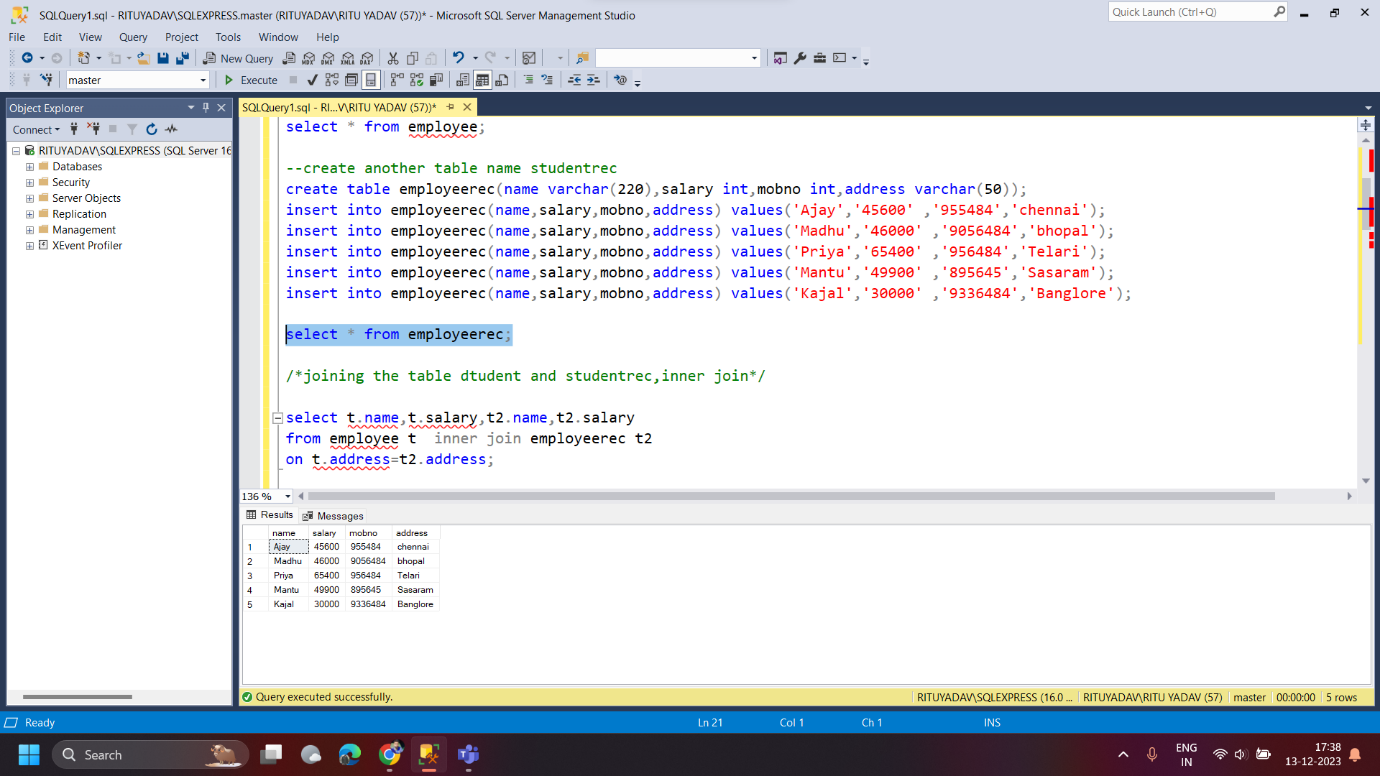 SQLQuery1.sql - RITUYADAV\SQLEXPRESS.master (RITUYADAV\RITU YADAV (57))* - Microsoft SQL Server Management Studio
Quick Launch (Ctrl+Q)
File Edit View Query Project Tools Window Help
New Query
MDX DMX XMLA DAX
master Execute
Object Explorer
Connect
RITUYADAV\SQLEXPRESS (SQL Server 16
Databases
Security
Server Objects
Replication
Management
XEvent Profiler
SQLQuery1.sql - RI...V\RITU YADAV (57))*
select * from employee;
--create another table name studentrec
create table employeerec(name varchar(220),salary int,mobno int,address varchar(50));
insert into employeerec(name,salary,mobno,address) values('Ajay','45600' ,'955484','chennai');
insert into employeerec(name,salary,mobno,address) values('Madhu','46000' ,'9056484','bhopal');
insert into employeerec(name,salary,mobno,address) values('Priya','65400' ,'956484','Telari');
insert into employeerec(name,salary,mobno,address) values('Mantu','49900' ,'895645','Sasaram');
insert into employeerec(name,salary,mobno,address) values('Kajal','30000' ,'9336484','Banglore');
select * from employeerec;
/*joining the table dtudent and studentrec,inner join*/
select t.name,t.salary,t2.name,t2.salary
from employee t  inner join employeerec t2
on t.address=t2.address;
136 %
Results Messages
name salary mobno address
1 Ajay 45600 955484 chennai
2 Madhu 46000 9056484 bhopal
3 Priya 65400 956484 Telari
4 Mantu 49900 895645 Sasaram
5 Kajal 30000 9336484 Banglore
Query executed successfully. RITUYADAV\SQLEXPRESS (16.0 ... RITUYADAV\RITU YADAV (57) master 00:00:00 5 rows
Ready Ln 21 Col 1 Ch 1 INS
Search
ENG
IN
17:38
13-12-2023